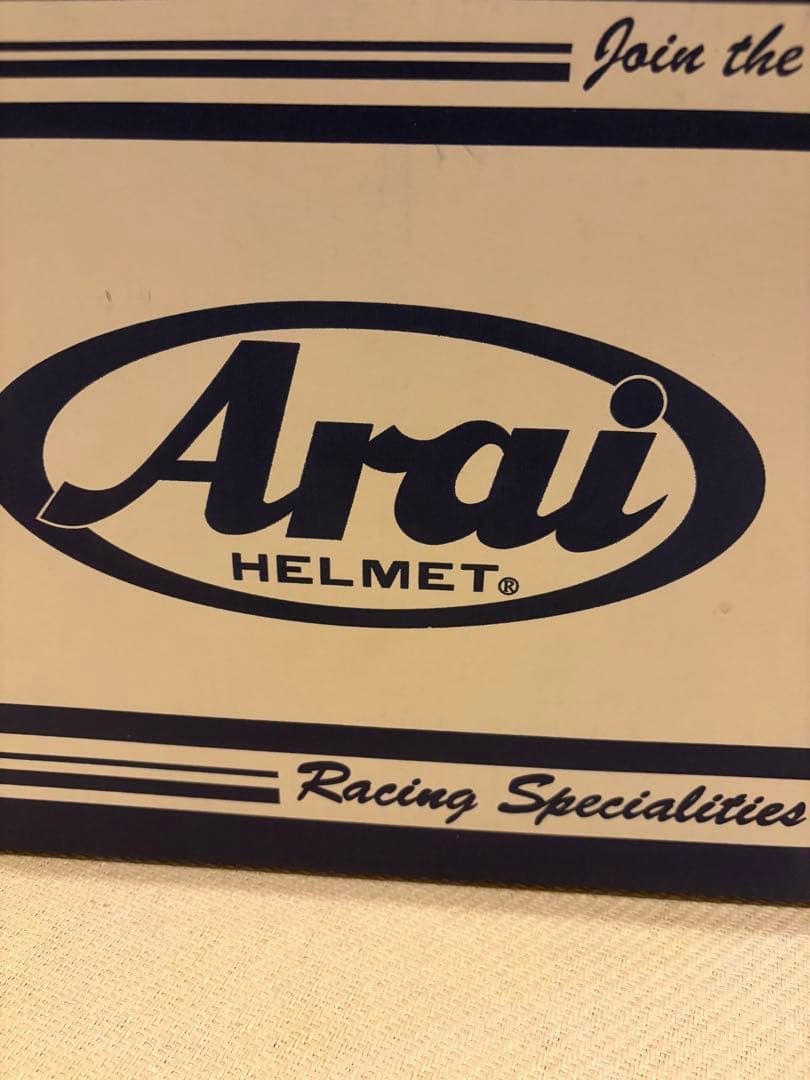 Join the
Arai
HELMET®
Racing Specialities